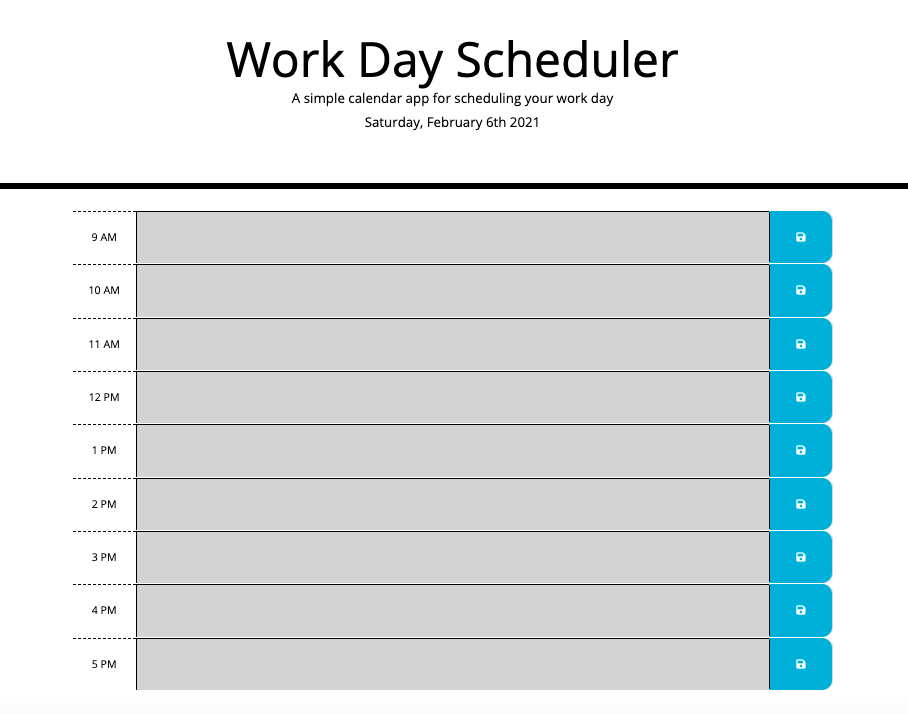 Work Day Scheduler
A simple calendar app for scheduling your work day
Saturday, February 6th 2021
9 AM
10 AM
11 AM
12 PM
1 PM
2 PM
3 PM
4 PM
5 PM